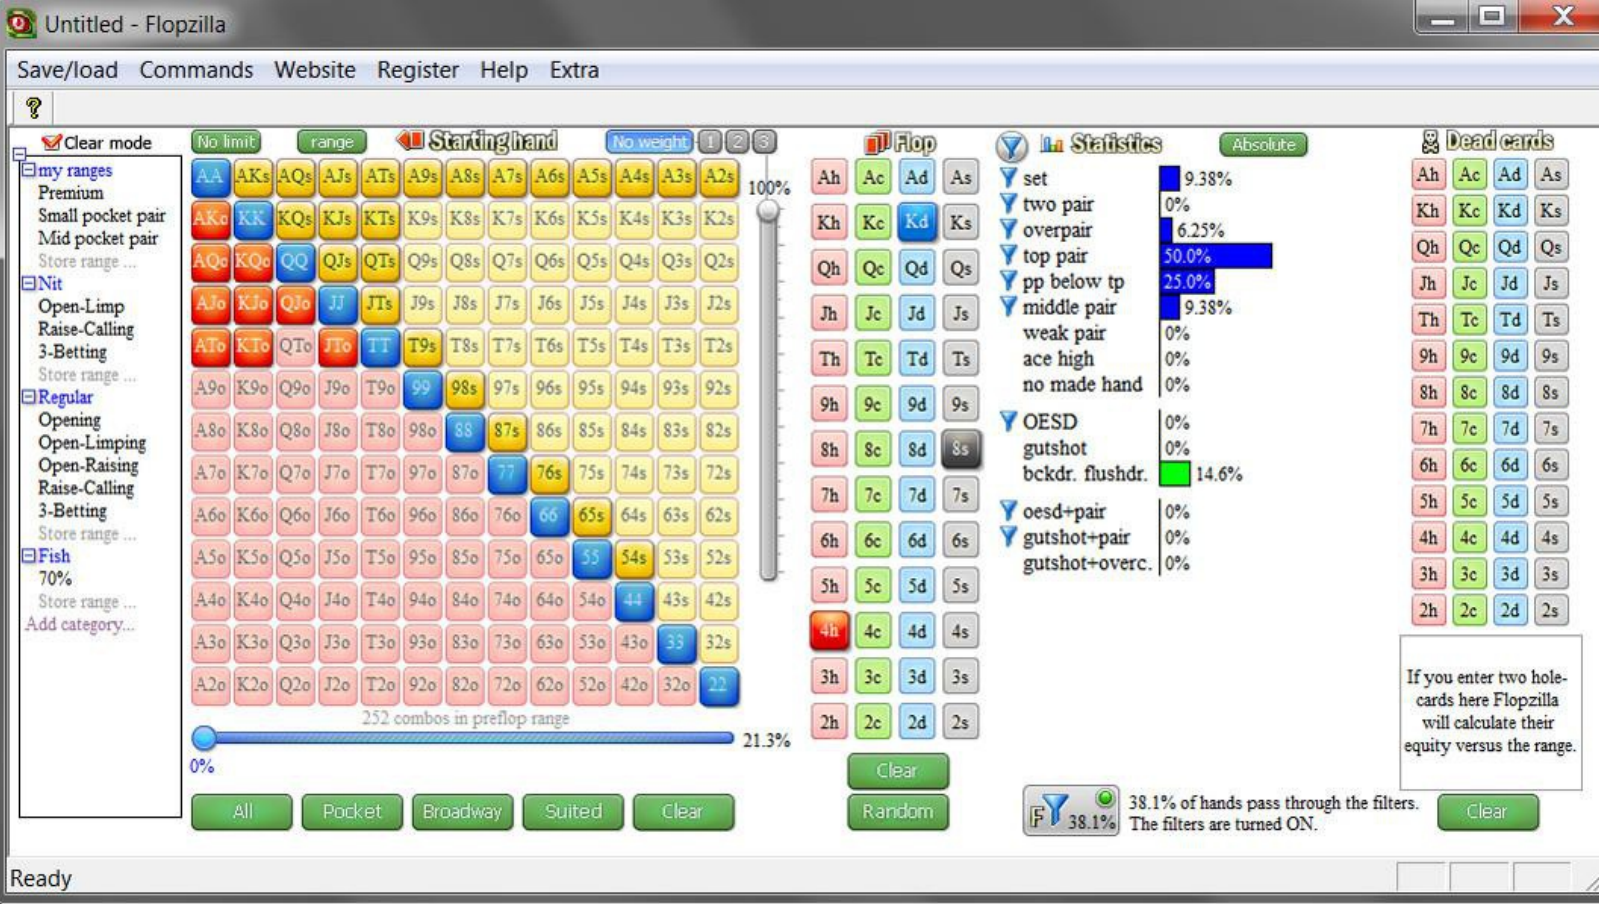 Untitled - Flopzilla
Save/load Commands Website Register Help Extra
?
Clear mode
my ranges
Premium
Small pocket pair
Mid pocket pair
Store range ...
Nit
Open-Limp
Raise-Calling
3-Betting
Store range ...
Regular
Opening
Open-Limping
Open-Raising
Raise-Calling
3-Betting
Store range ...
Fish
70%
Store range ...
Add category...
No limit range Starting hand No weight 1 2 3
AA AKs AQs AJs ATs A9s A8s A7s A6s A5s A4s A3s A2s
AKo KK KQs KJs KTs K9s K8s K7s K6s K5s K4s K3s K2s
AQo KQo QQ QJs QTs Q9s Q8s Q7s Q6s Q5s Q4s Q3s Q2s
AJo KJo QJo JJ JTs J9s J8s J7s J6s J5s J4s J3s J2s
ATo KTo QTo JTo TT T9s T8s T7s T6s T5s T4s T3s T2s
A9o K9o Q9o J9o T9o 99 98s 97s 96s 95s 94s 93s 92s
A8o K8o Q8o J8o T8o 98o 88 87s 86s 85s 84s 83s 82s
A7o K7o Q7o J7o T7o 97o 87o 77 76s 75s 74s 73s 72s
A6o K6o Q6o J6o T6o 96o 86o 76o 66 65s 64s 63s 62s
A5o K5o Q5o J5o T5o 95o 85o 75o 65o 55 54s 53s 52s
A4o K4o Q4o J4o T4o 94o 84o 74o 64o 54o 44 43s 42s
A3o K3o Q3o J3o T3o 93o 83o 73o 63o 53o 43o 33 32s
A2o K2o Q2o J2o T2o 92o 82o 72o 62o 52o 42o 32o 22
100%
252 combos in preflop range
21.3%
0%
All Pocket Broadway Suited Clear
Flop
Ah Ac Ad As
Kh Kc Kd Ks
Qh Qc Qd Qs
Jh Jc Jd Js
Th Tc Td Ts
9h 9c 9d 9s
8h 8c 8d 8s
7h 7c 7d 7s
6h 6c 6d 6s
5h 5c 5d 5s
4h 4c 4d 4s
3h 3c 3d 3s
2h 2c 2d 2s
Clear
Random
Statistics Absolute
set 9.38%
two pair 0%
overpair 6.25%
top pair 50.0%
pp below tp 25.0%
middle pair 9.38%
weak pair 0%
ace high 0%
no made hand 0%
OESD 0%
gutshot 0%
bckdr. flushdr. 14.6%
oesd+pair 0%
gutshot+pair 0%
gutshot+overc. 0%
F 38.1%
38.1% of hands pass through the filters.
The filters are turned ON.
Dead cards
Ah Ac Ad As
Kh Kc Kd Ks
Qh Qc Qd Qs
Jh Jc Jd Js
Th Tc Td Ts
9h 9c 9d 9s
8h 8c 8d 8s
7h 7c 7d 7s
6h 6c 6d 6s
5h 5c 5d 5s
4h 4c 4d 4s
3h 3c 3d 3s
2h 2c 2d 2s
If you enter two hole-
cards here Flopzilla
will calculate their
equity versus the range.
Clear
Ready